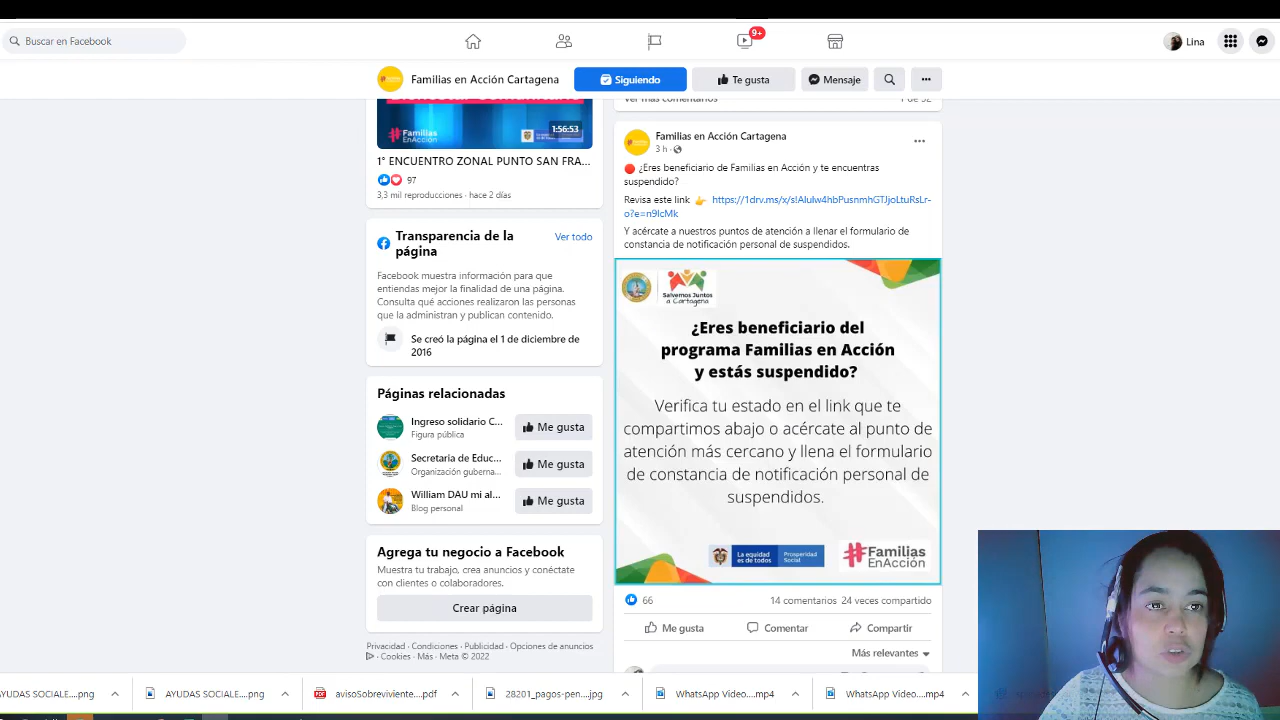 Buscar en Facebook
9+
Lina
Familias en Acción Cartagena
Siguiendo
Te gusta
Mensaje
1:56:53
1° ENCUENTRO ZONAL PUNTO SAN FRA...
97
3,3 mil reproducciones · hace 2 días
Transparencia de la
página
Ver todo
Facebook muestra información para que
entiendas mejor la finalidad de una página.
Consulta qué acciones realizaron las personas
que la administran y publican contenido.
Se creó la página el 1 de diciembre de
2016
Páginas relacionadas
Ingreso solidario C...
Figura pública
Me gusta
Secretaria de Educ...
Organización guberna...
Me gusta
William DAU mi al...
Blog personal
Me gusta
Agrega tu negocio a Facebook
Muestra tu trabajo, crea anuncios y conéctate
con clientes o colaboradores.
Crear página
Privacidad · Condiciones · Publicidad · Opciones de anuncios
· Cookies · Más · Meta © 2022
Ver más comentarios
1 de 52
Familias en Acción Cartagena
3 h ·
¿Eres beneficiario de Familias en Acción y te encuentras
suspendido?
Revisa este link 👉 https://1drv.ms/x/s!AluIw4hbPusnmhGTJjoLtuRsLr-
o?e=n9IcMk
Y acércate a nuestros puntos de atención a llenar el formulario de
constancia de notificación personal de suspendidos.
Salvemos Juntos
a Cartagena
¿Eres beneficiario del
programa Familias en Acción
y estás suspendido?
Verifica tu estado en el link que te
compartimos abajo o acércate al punto de
atención más cercano y llena el formulario
de constancia de notificación personal de
suspendidos.
La equidad
es de todos
Prosperidad
Social
#Familias
EnAcción
66
14 comentarios 24 veces compartido
Me gusta
Comentar
Compartir
Más relevantes
AYUDAS SOCIALE....png
AYUDAS SOCIALE....png
avisoSobreviviente...pdf
28201_pagos-pen...jpg
WhatsApp Video....mp4
WhatsApp Video....mp4